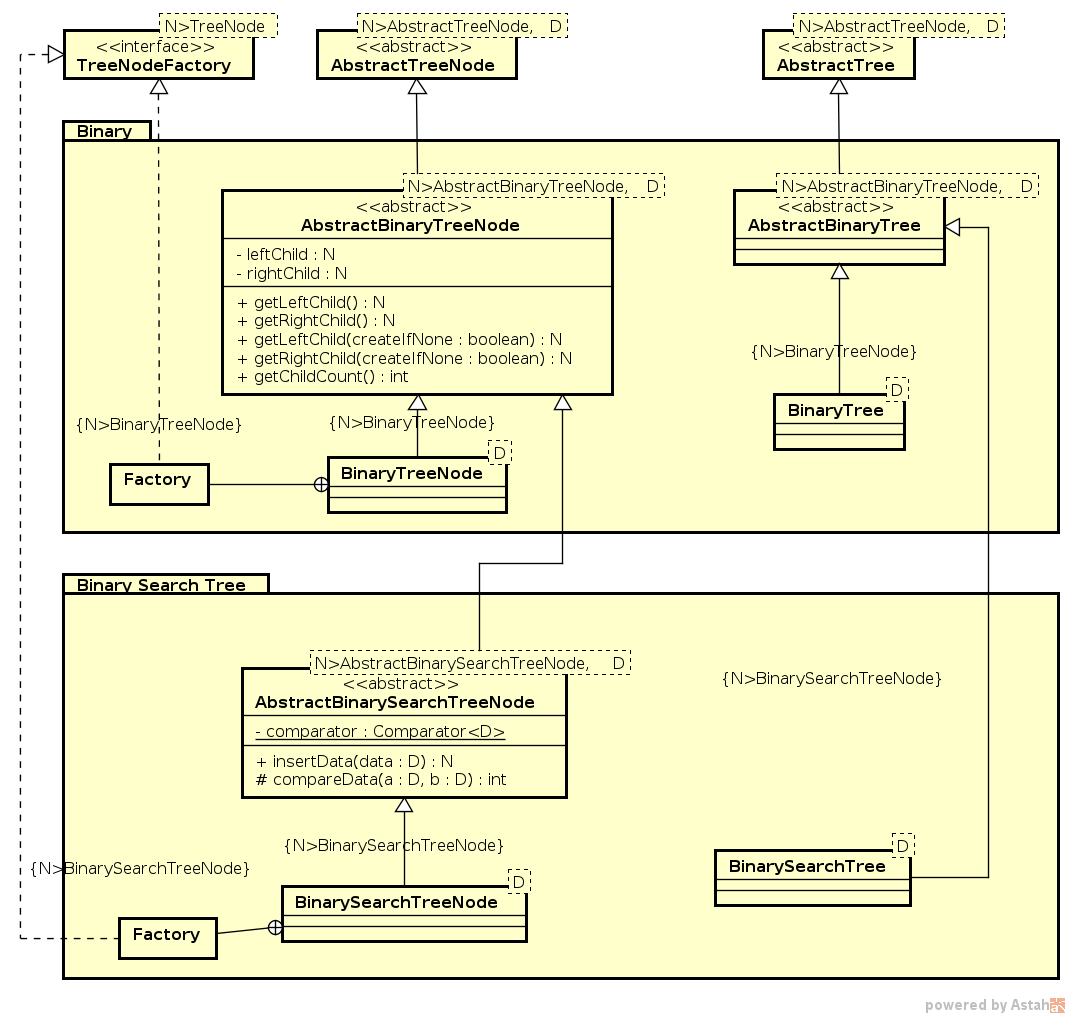 N>TreeNode
<<interface>>
TreeNodeFactory
N>AbstractTreeNode, D
<<abstract>>
AbstractTreeNode
N>AbstractTreeNode, D
<<abstract>>
AbstractTree
Binary
N>AbstractBinaryTreeNode, D
<<abstract>>
AbstractBinaryTreeNode
- leftChild : N
- rightChild : N
+ getLeftChild() : N
+ getRightChild() : N
+ getLeftChild(createIfNone : boolean) : N
+ getRightChild(createIfNone : boolean) : N
+ getChildCount() : int
N>AbstractBinaryTreeNode, D
<<abstract>>
AbstractBinaryTree
{N>BinaryTreeNode}
D
BinaryTree
{N>BinaryTreeNode}
{N>BinaryTreeNode}
D
Factory
BinaryTreeNode
Binary Search Tree
N>AbstractBinarySearchTreeNode, D
<<abstract>>
AbstractBinarySearchTreeNode
- comparator : Comparator<D>
+ insertData(data : D) : N
# compareData(a : D, b : D) : int
{N>BinarySearchTreeNode}
{N>BinarySearchTreeNode}
D
BinarySearchTree
{N>BinarySearchTreeNode}
D
BinarySearchTreeNode
Factory
powered by Astah